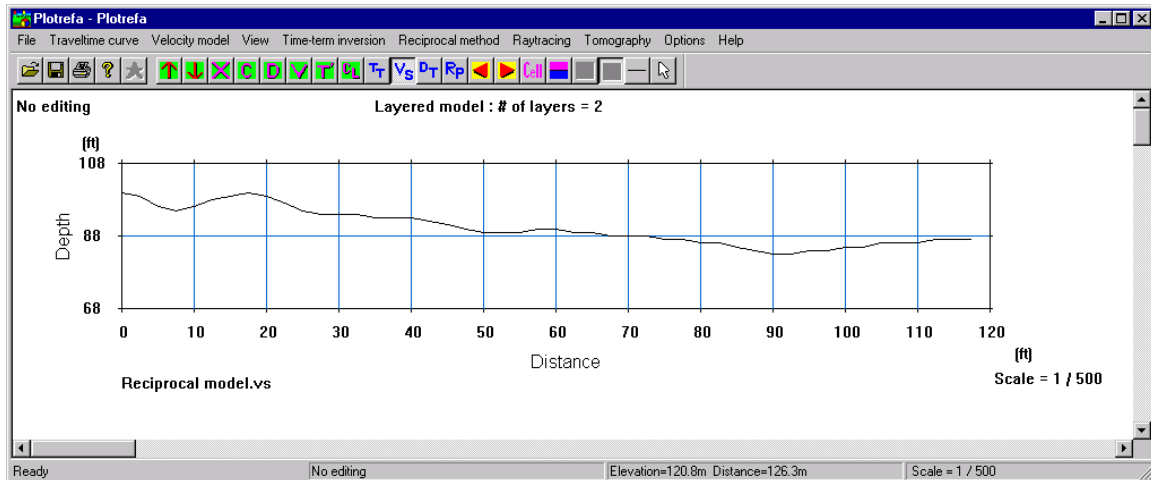 Plotrefa - Plotrefa
File Traveltime curve Velocity model View Time-term inversion Reciprocal method Raytracing Tomography Options Help
C D TT VS DT RP Cell
No editing Layered model : # of layers = 2
(ft)
108
88
68
Depth
0 10 20 30 40 50 60 70 80 90 100 110 120
Distance (ft)
Reciprocal model.vs Scale = 1 / 500
Ready No editing Elevation=120.8m Distance=126.3m Scale = 1 / 500